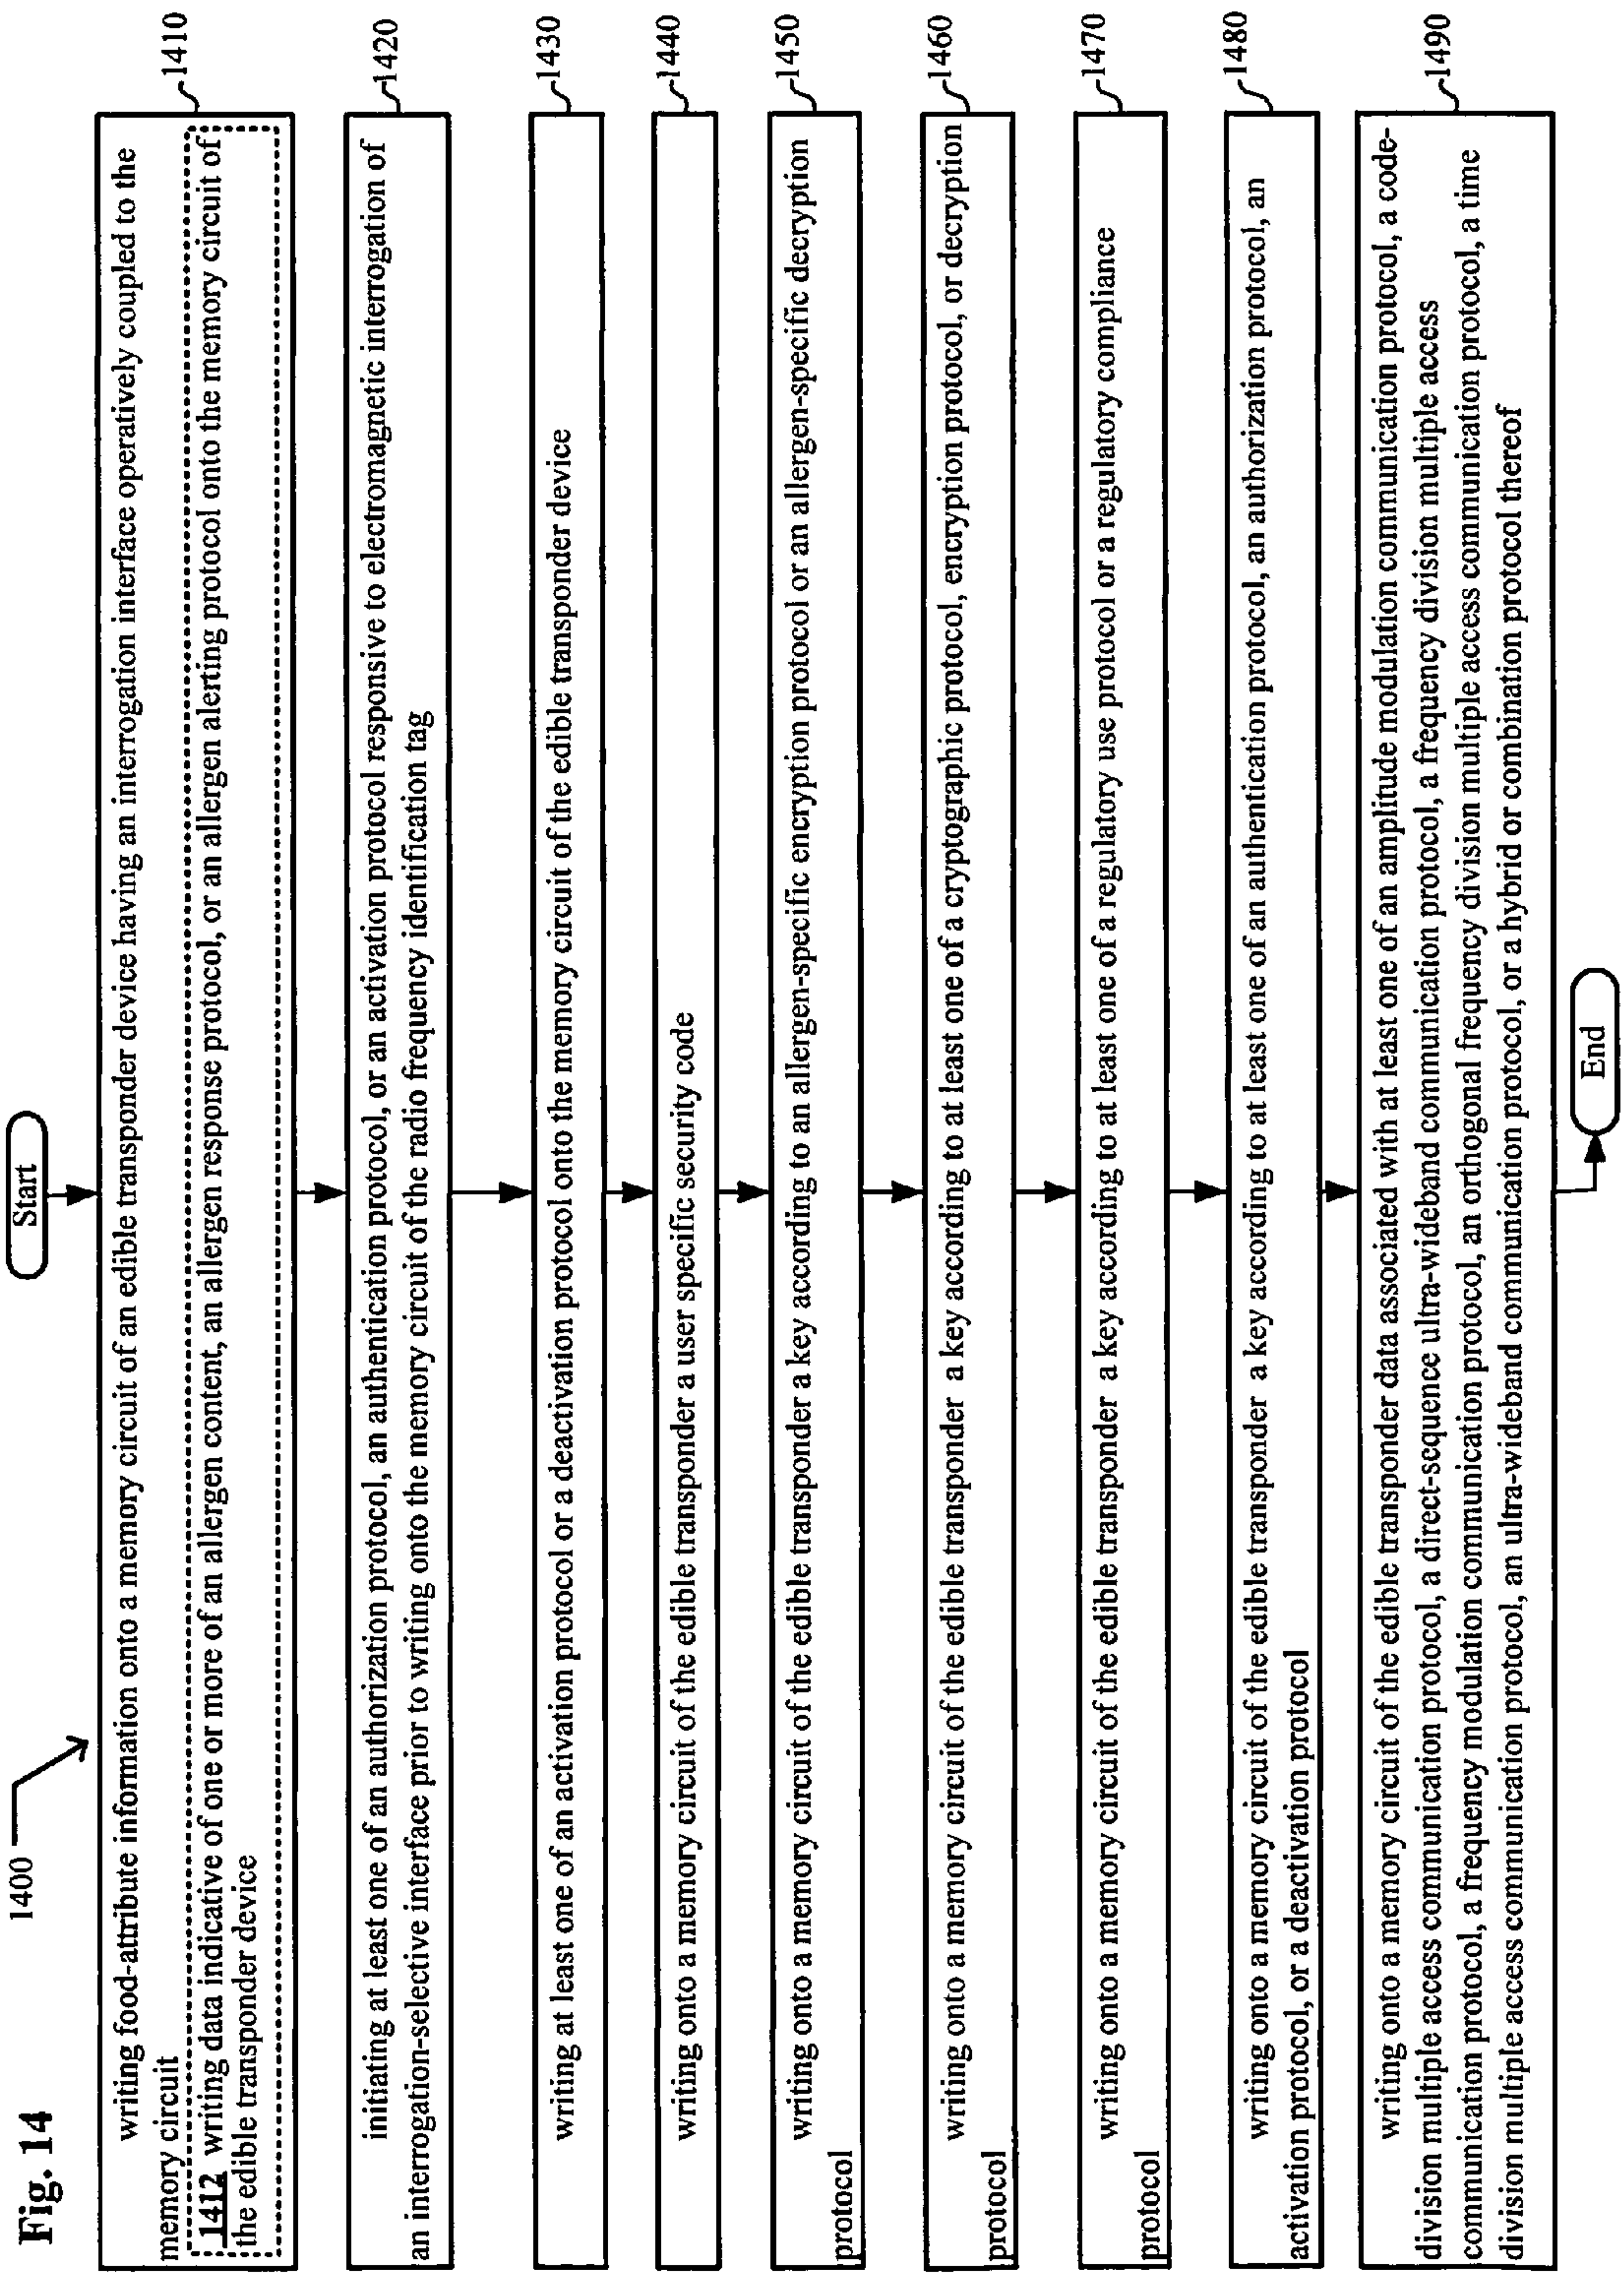 Fig. 14
1400
Start
writing food-attribute information onto a memory circuit of an edible transponder device having an interrogation interface operatively coupled to the
memory circuit
1412 writing data indicative of one or more of an allergen content, an allergen response protocol, or an allergen alerting protocol onto the memory circuit of
the edible transponder device
1410
initiating at least one of an authorization protocol, an authentication protocol, or an activation protocol responsive to electromagnetic interrogation of
an interrogation-selective interface prior to writing onto the memory circuit of the radio frequency identification tag
1420
writing at least one of an activation protocol or a deactivation protocol onto the memory circuit of the edible transponder device
1430
writing onto a memory circuit of the edible transponder a user specific security code
1440
writing onto a memory circuit of the edible transponder a key according to an allergen-specific encryption protocol or an allergen-specific decryption
protocol
1450
writing onto a memory circuit of the edible transponder a key according to at least one of a cryptographic protocol, encryption protocol, or decryption
protocol
1460
writing onto a memory circuit of the edible transponder a key according to at least one of a regulatory use protocol or a regulatory compliance
protocol
1470
writing onto a memory circuit of the edible transponder a key according to at least one of an authentication protocol, an authorization protocol, an
activation protocol, or a deactivation protocol
1480
writing onto a memory circuit of the edible transponder data associated with at least one of an amplitude modulation communication protocol, a code-
division multiple access communication protocol, a direct-sequence ultra-wideband communication protocol, a frequency division multiple access
communication protocol, a frequency modulation communication protocol, an orthogonal frequency division multiple access communication protocol, a time
division multiple access communication protocol, an ultra-wideband communication protocol, or a hybrid or combination protocol thereof
1490
End